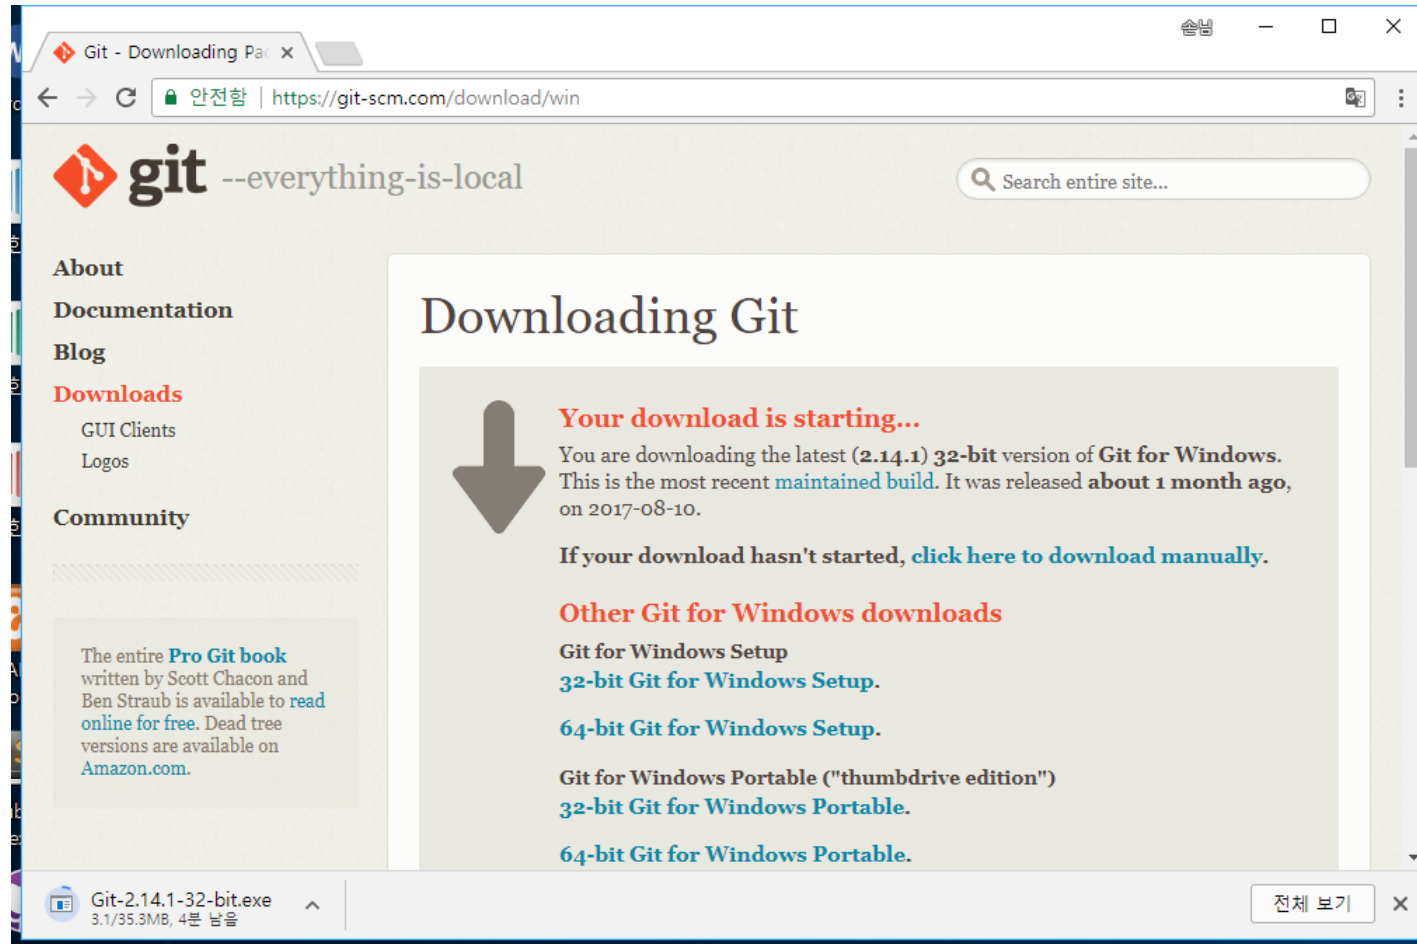 손님
Git - Downloading Pac
안전함 https://git-scm.com/download/win
git --everything-is-local
Search entire site...
About
Documentation
Blog
Downloads
GUI Clients
Logos
Community
The entire Pro Git book
written by Scott Chacon and
Ben Straub is available to read
online for free. Dead tree
versions are available on
Amazon.com.
Downloading Git
Your download is starting...
You are downloading the latest (2.14.1) 32-bit version of Git for Windows.
This is the most recent maintained build. It was released about 1 month ago,
on 2017-08-10.
If your download hasn't started, click here to download manually.
Other Git for Windows downloads
Git for Windows Setup
32-bit Git for Windows Setup.
64-bit Git for Windows Setup.
Git for Windows Portable ("thumbdrive edition")
32-bit Git for Windows Portable.
64-bit Git for Windows Portable.
Git-2.14.1-32-bit.exe
3.1/35.3MB, 4분 남음
전체 보기